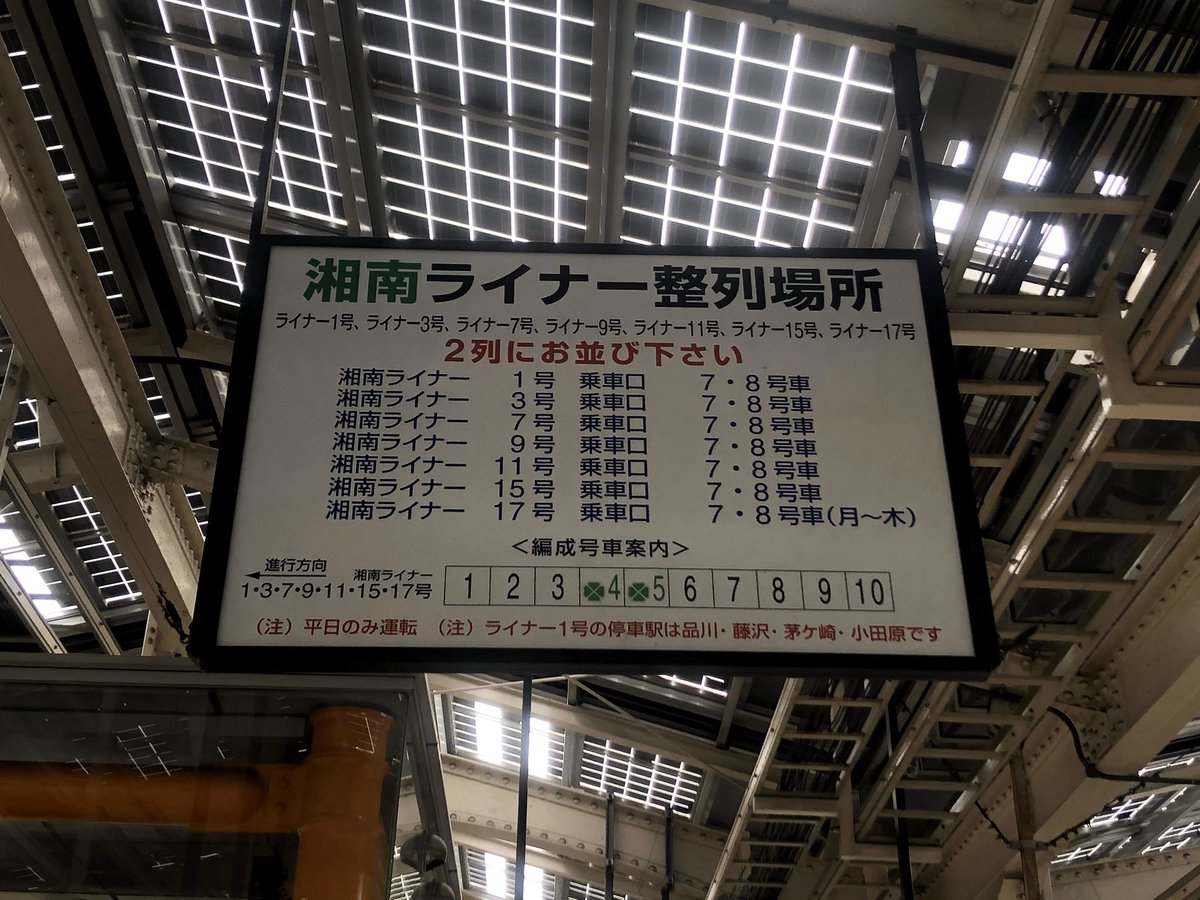 湘南ライナー整列場所
ライナー1号、ライナー3号、ライナー7号、ライナー9号、ライナー11号、ライナー15号、ライナー17号
2列にお並び下さい
湘南ライナー 1号 乗車口 7・8号車
湘南ライナー 3号 乗車口 7・8号車
湘南ライナー 7号 乗車口 7・8号車
湘南ライナー 9号 乗車口 7・8号車
湘南ライナー 11号 乗車口 7・8号車
湘南ライナー 15号 乗車口 7・8号車
湘南ライナー 17号 乗車口 7・8号車(月〜木)
<編成号車案内>
進行方向 湘南ライナー
1・3・7・9・11・15・17号 1 2 3 4 5 6 7 8 9 10
(注) 平日のみ運転 (注) ライナー1号の停車駅は品川・藤沢・茅ケ崎・小田原です